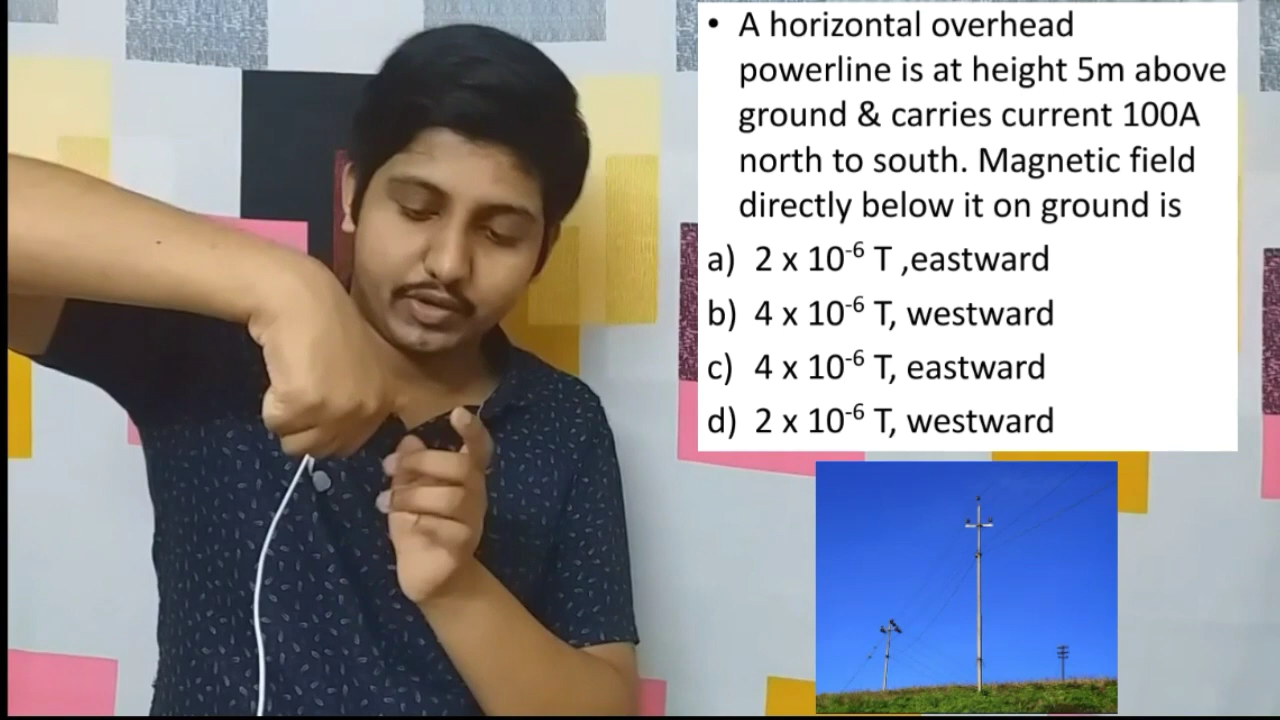 • A horizontal overhead
powerline is at height 5m above
ground & carries current 100A
north to south. Magnetic field
directly below it on ground is
a) 2 x 10⁻⁶ T ,eastward
b) 4 x 10⁻⁶ T, westward
c) 4 x 10⁻⁶ T, eastward
d) 2 x 10⁻⁶ T, westward